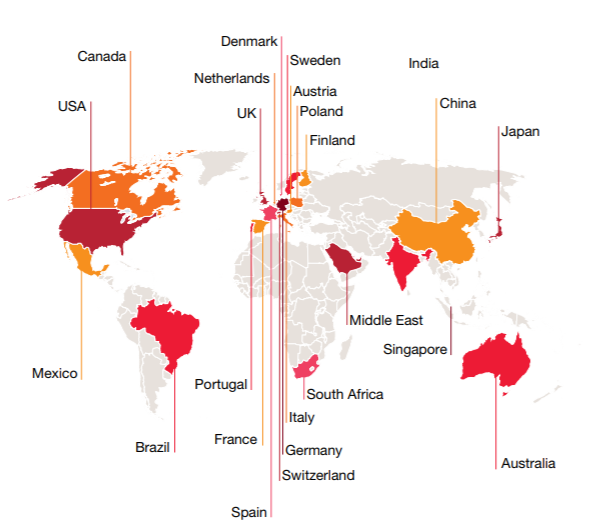 Denmark
Canada
Sweden
India
Netherlands
Austria
USA
China
UK
Poland
Japan
Finland
Middle East
Singapore
Mexico
Portugal
South Africa
Italy
France
Brazil
Germany
Australia
Switzerland
Spain